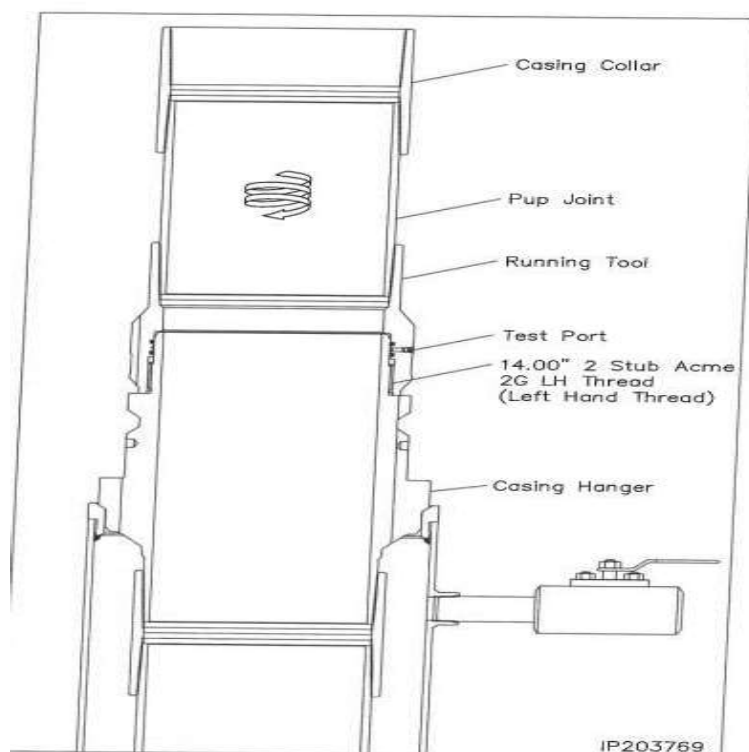 Casing Collar
Pup Joint
Running Tool
Test Port
14.00" 2 Stub Acme
2G LH Thread
(Left Hand Thread)
Casing Hanger
IP203769